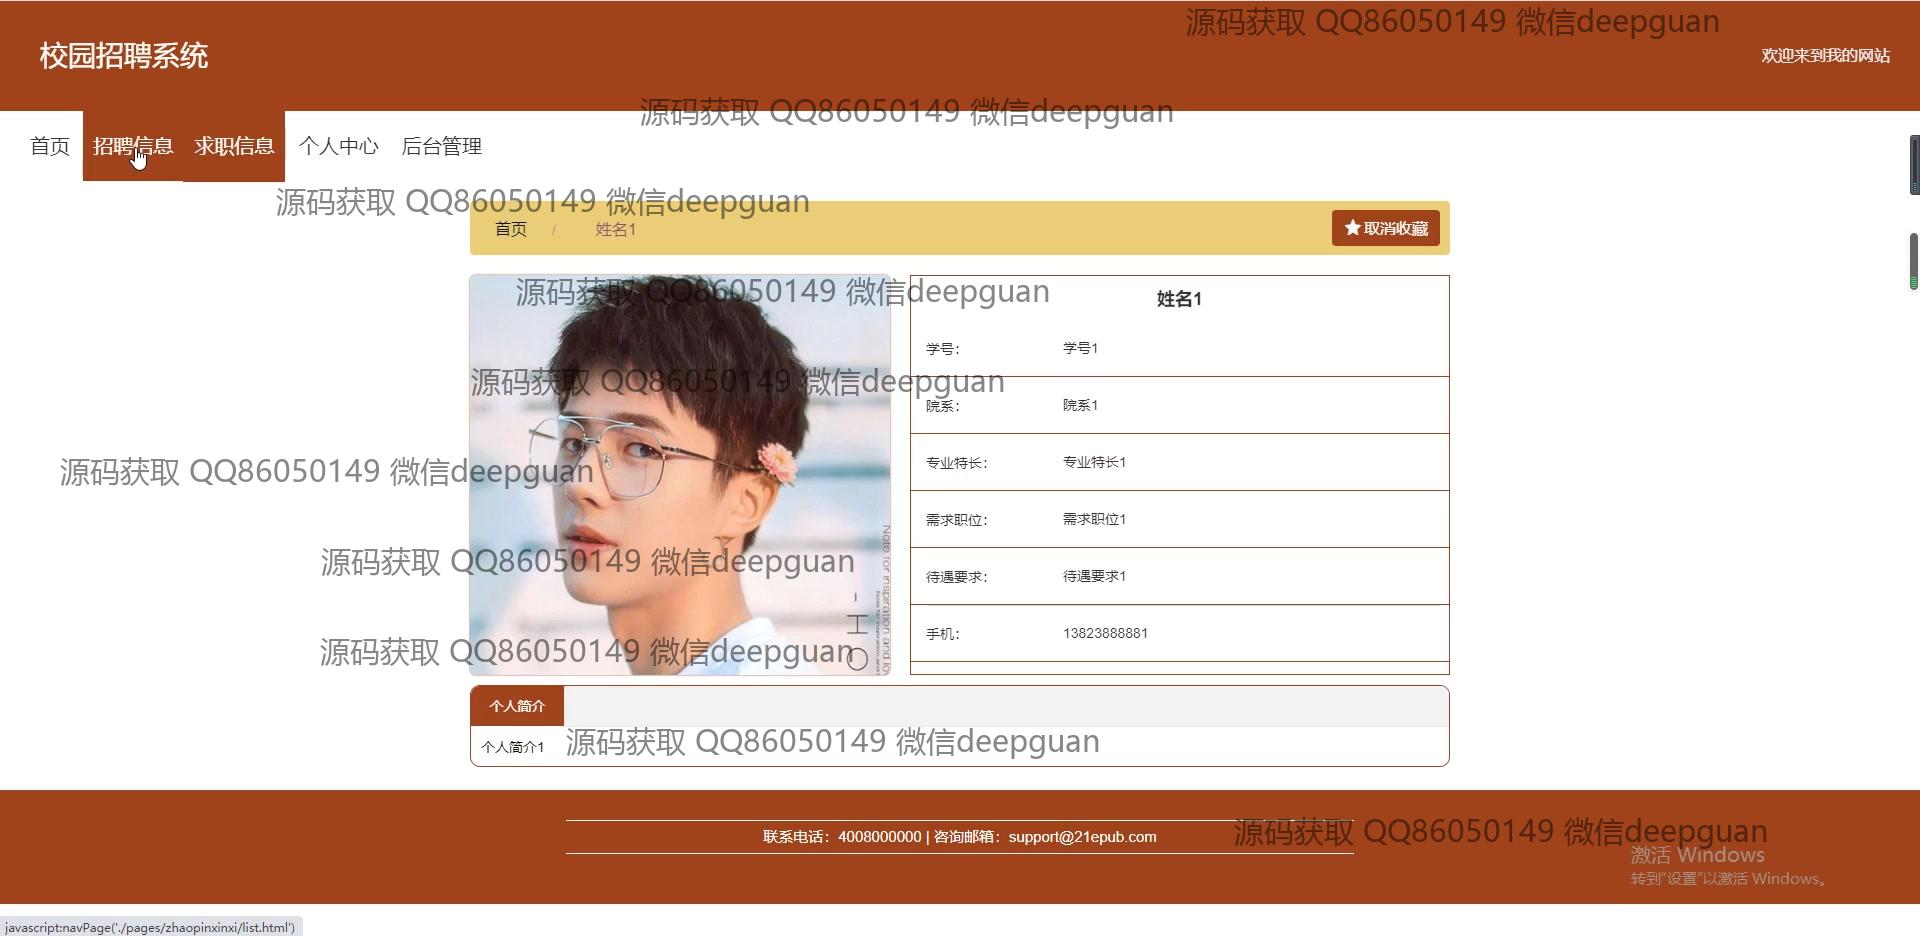 源码获取 QQ86050149 微信deepguan
校园招聘系统
欢迎来到我的网站
源码获取 QQ86050149 微信deepguan
首页 招聘信息 求职信息 个人中心 后台管理
源码获取 QQ86050149 微信deepguan
首页 / 姓名1
★取消收藏
源码获取 QQ86050149 微信deepguan
姓名1
学号： 学号1
源码获取 QQ86050149 微信deepguan
院系： 院系1
专业特长： 专业特长1
源码获取 QQ86050149 微信deepguan
需求职位： 需求职位1
源码获取 QQ86050149 微信deepguan
待遇要求： 待遇要求1
手机： 13823888881
源码获取 QQ86050149 微信deepguan
Note for inspiration and lo
- H O
个人简介
个人简介1
源码获取 QQ86050149 微信deepguan
联系电话：4008000000 | 咨询邮箱：support@21epub.com
源码获取 QQ86050149 微信deepguan
激活 Windows
转到"设置"以激活 Windows。
javascript:navPage('./pages/zhaopinxinxi/list.html')